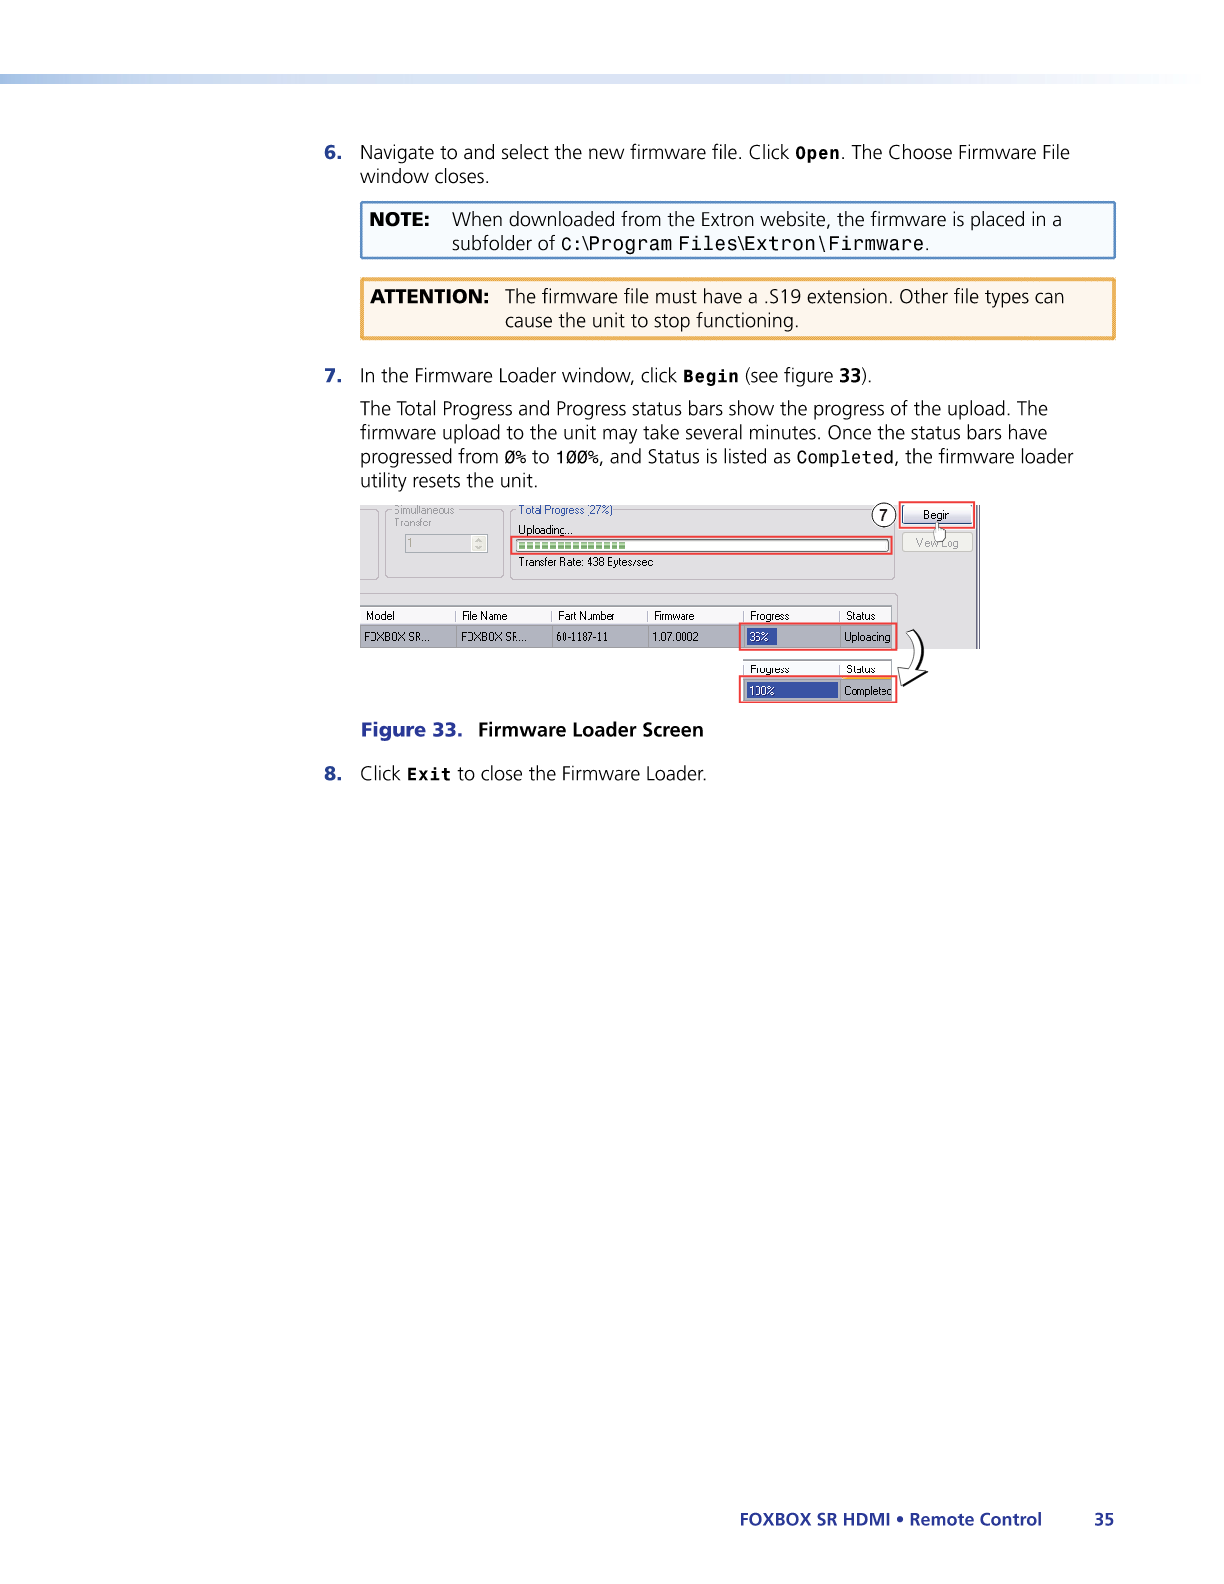 6. Navigate to and select the new firmware file. Click Open. The Choose Firmware File
window closes.
NOTE: When downloaded from the Extron website, the firmware is placed in a
subfolder of C:\Program Files\Extron\Firmware.
ATTENTION: The firmware file must have a .S19 extension. Other file types can
cause the unit to stop functioning.
7. In the Firmware Loader window, click Begin (see figure 33).
The Total Progress and Progress status bars show the progress of the upload. The
firmware upload to the unit may take several minutes. Once the status bars have
progressed from 0% to 100%, and Status is listed as Completed, the firmware loader
utility resets the unit.
Simultaneous
Transfer
1
Total Progress (27%)
Uploading...
Transfer Rate: 438 Bytes/sec
7
Begin
View Log
Model File Name Part Number Firmware Progress Status
FOXBOX SR... FOXBOX SR... 60-1187-11 1.07.0002 Uploading
Progress Status
100% Completed
Figure 33. Firmware Loader Screen
8. Click Exit to close the Firmware Loader.
FOXBOX SR HDMI • Remote Control 35